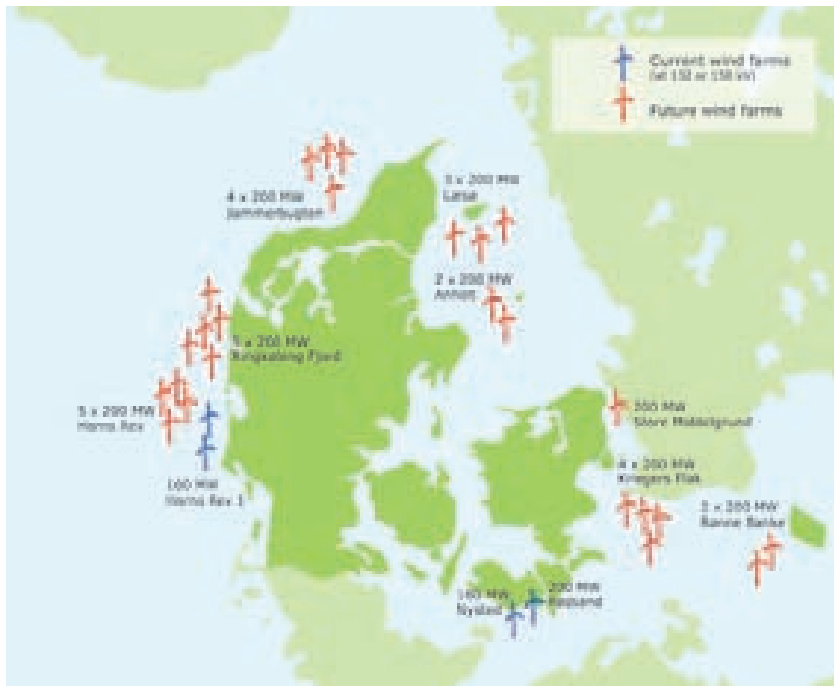 Current wind farms
(at 132 or 150 kV)
Future wind farms
4 x 200 MW
Jammerbugten
3 x 200 MW
Læsø
2 x 200 MW
Anholt
5 x 200 MW
Ringkøbing Fjord
5 x 200 MW
Horns Rev
160 MW
Horns Rev 1
200 MW
Store Middelgrund
4 x 200 MW
Kriegers Flak
2 x 200 MW
Rønne Banke
160 MW
Nysted
200 MW